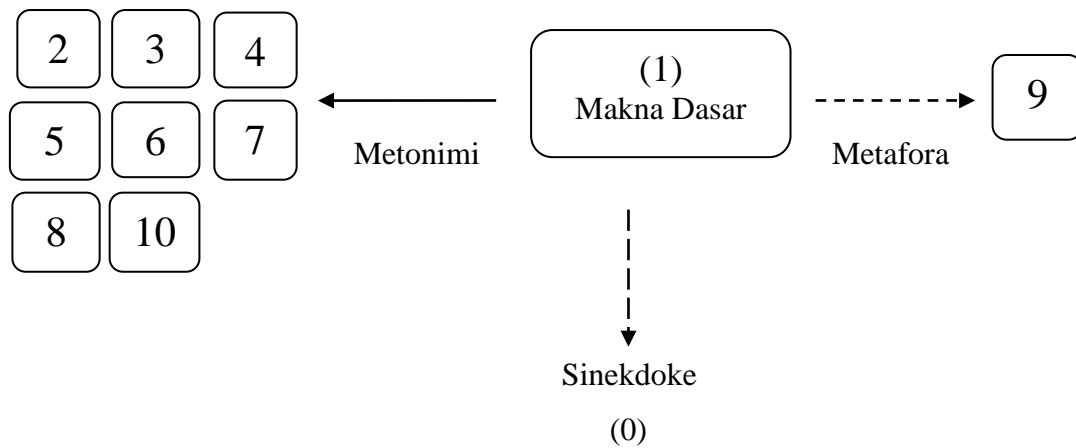 2 3 4
(1)
Makna Dasar
9
5 6 7
Metonimi
Metafora
8 10
Sinekdoke
(0)